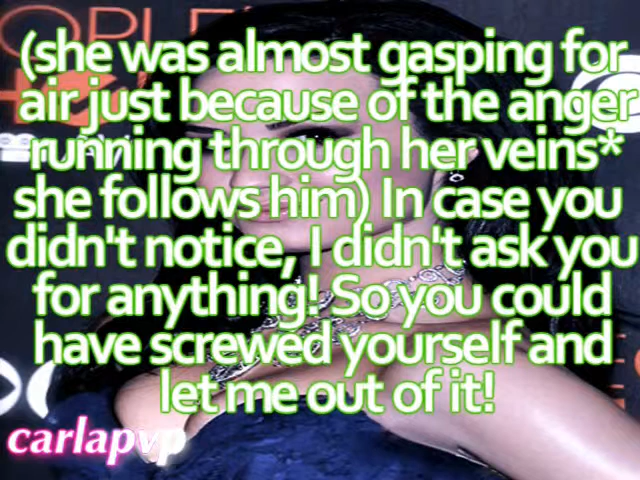 (she was almost gasping for
air just because of the anger
running through her veins*
she follows him) In case you
didn't notice, I didn't ask you
for anything! So you could
have screwed yourself and
let me out of it!
carlapvp